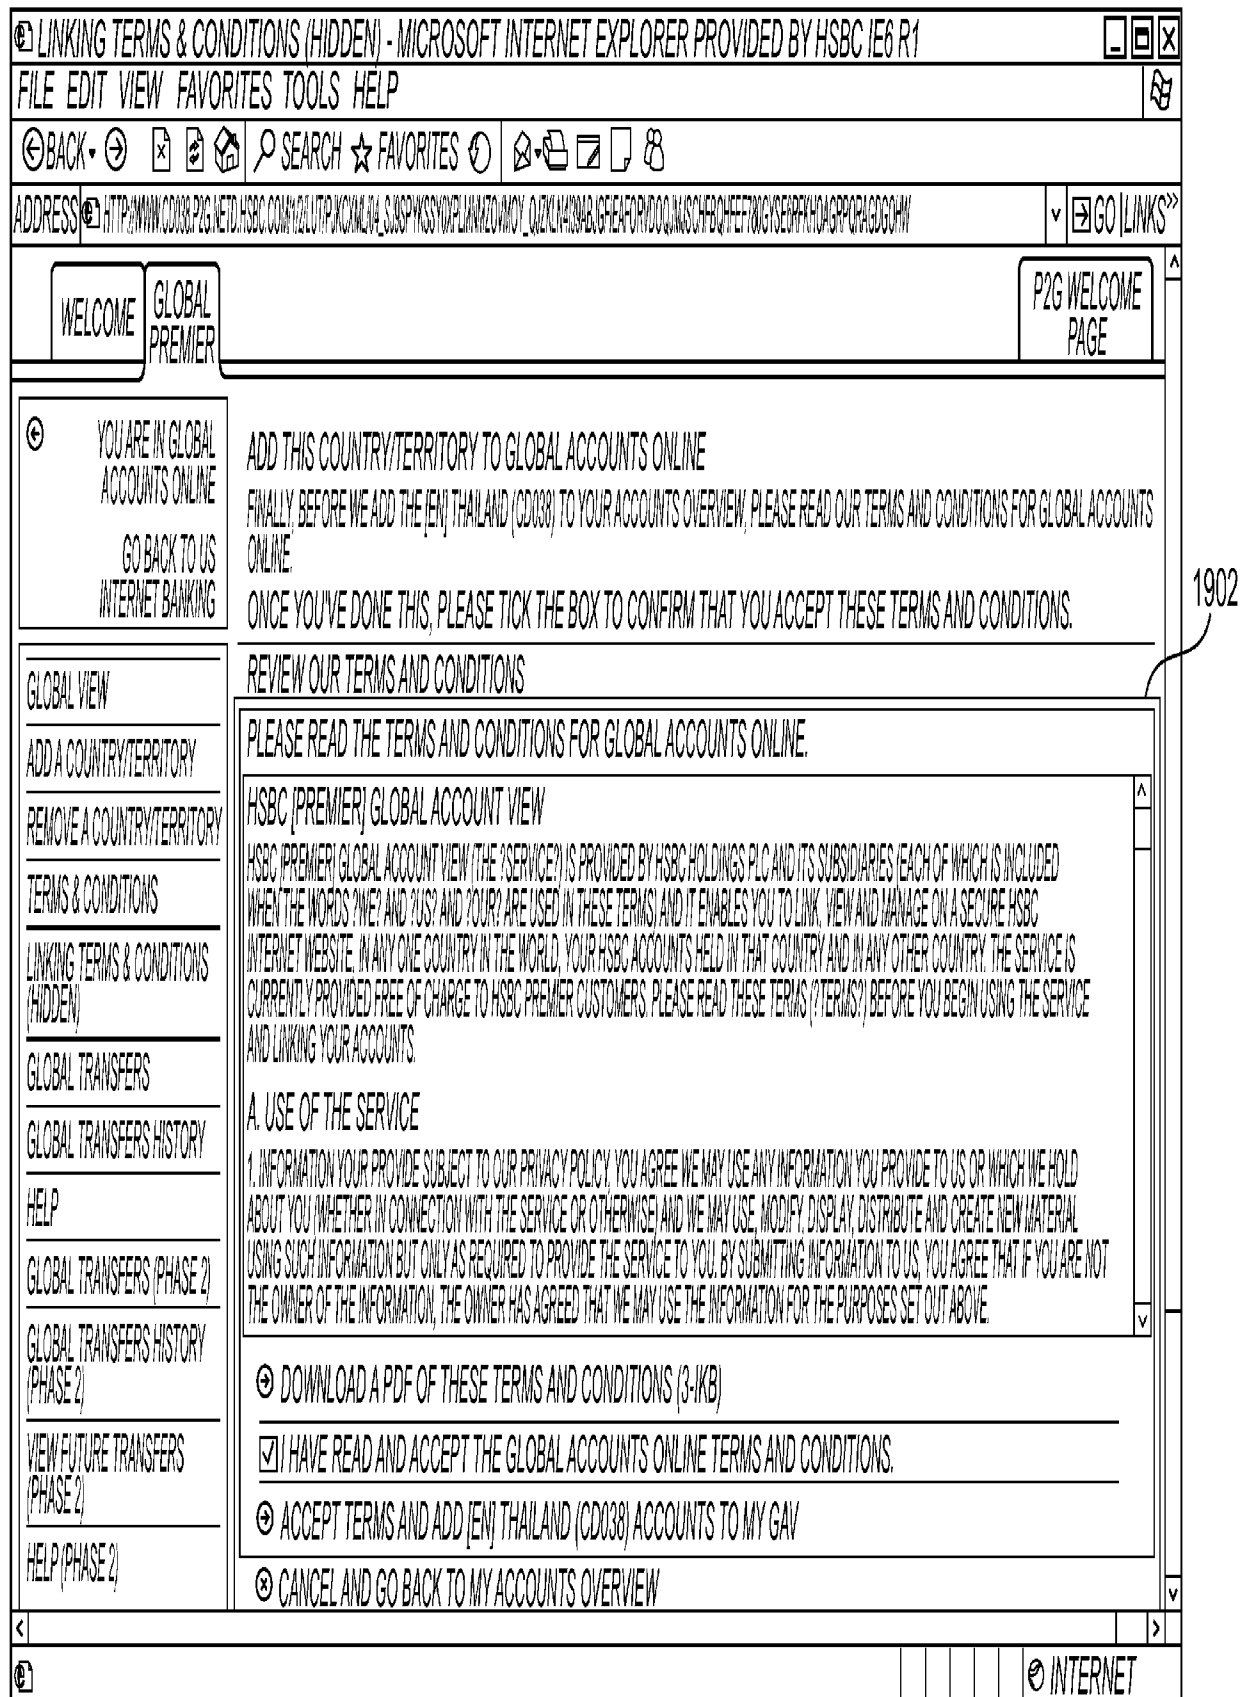 LINKING TERMS & CONDITIONS (HIDDEN) - MICROSOFT INTERNET EXPLORER PROVIDED BY HSBC IE6 R1
FILE EDIT VIEW FAVORITES TOOLS HELP
BACK SEARCH FAVORITES
ADDRESS GO LINKS
WELCOME
GLOBAL
PREMIER
P2G WELCOME
PAGE
YOU ARE IN GLOBAL
ACCOUNTS ONLINE
GO BACK TO US
INTERNET BANKING
GLOBAL VIEW
ADD A COUNTRY/TERRITORY
REMOVE A COUNTRY/TERRITORY
TERMS & CONDITIONS
LINKING TERMS & CONDITIONS
(HIDDEN)
GLOBAL TRANSFERS
GLOBAL TRANSFERS HISTORY
HELP
GLOBAL TRANSFERS (PHASE 2)
GLOBAL TRANSFERS HISTORY
(PHASE 2)
VIEW FUTURE TRANSFERS
(PHASE 2)
HELP (PHASE 2)
ADD THIS COUNTRY/TERRITORY TO GLOBAL ACCOUNTS ONLINE
FINALLY, BEFORE WE ADD THE [EN] THAILAND (CD038) TO YOUR ACCOUNTS OVERVIEW, PLEASE READ OUR TERMS AND CONDITIONS FOR GLOBAL ACCOUNTS
ONLINE.
ONCE YOU'VE DONE THIS, PLEASE TICK THE BOX TO CONFIRM THAT YOU ACCEPT THESE TERMS AND CONDITIONS.
1902
REVIEW OUR TERMS AND CONDITIONS
PLEASE READ THE TERMS AND CONDITIONS FOR GLOBAL ACCOUNTS ONLINE.
HSBC [PREMIER] GLOBAL ACCOUNT VIEW
HSBC [PREMIER] GLOBAL ACCOUNT VIEW (THE ?SERVICE?) IS PROVIDED BY HSBC HOLDINGS PLC AND ITS SUBSIDIARIES (EACH OF WHICH IS INCLUDED
WHEN THE WORDS ?WE? AND ?US? AND ?OUR? ARE USED IN THESE TERMS) AND IT ENABLES YOU TO LINK, VIEW AND MANAGE ON A SECURE HSBC
INTERNET WEBSITE, IN ANY ONE COUNTRY IN THE WORLD, YOUR HSBC ACCOUNTS HELD IN THAT COUNTRY AND IN ANY OTHER COUNTRY. THE SERVICE IS
CURRENTLY PROVIDED FREE OF CHARGE TO HSBC PREMIER CUSTOMERS. PLEASE READ THESE TERMS (?TERMS?) BEFORE YOU BEGIN USING THE SERVICE
AND LINKING YOUR ACCOUNTS.
A. USE OF THE SERVICE
1. INFORMATION YOUR PROVIDE SUBJECT TO OUR PRIVACY POLICY, YOU AGREE WE MAY USE ANY INFORMATION YOU PROVIDE TO US OR WHICH WE HOLD
ABOUT YOU (WHETHER IN CONNECTION WITH THE SERVICE OR OTHERWISE) AND WE MAY USE, MODIFY, DISPLAY, DISTRIBUTE AND CREATE NEW MATERIAL
USING SUCH INFORMATION BUT ONLY AS REQUIRED TO PROVIDE THE SERVICE TO YOU. BY SUBMITTING INFORMATION TO US, YOU AGREE THAT IF YOU ARE NOT
THE OWNER OF THE INFORMATION, THE OWNER HAS AGREED THAT WE MAY USE THE INFORMATION FOR THE PURPOSES SET OUT ABOVE.
DOWNLOAD A PDF OF THESE TERMS AND CONDITIONS (3-IKB)
I HAVE READ AND ACCEPT THE GLOBAL ACCOUNTS ONLINE TERMS AND CONDITIONS.
ACCEPT TERMS AND ADD [EN] THAILAND (CD038) ACCOUNTS TO MY GAV
CANCEL AND GO BACK TO MY ACCOUNTS OVERVIEW
INTERNET